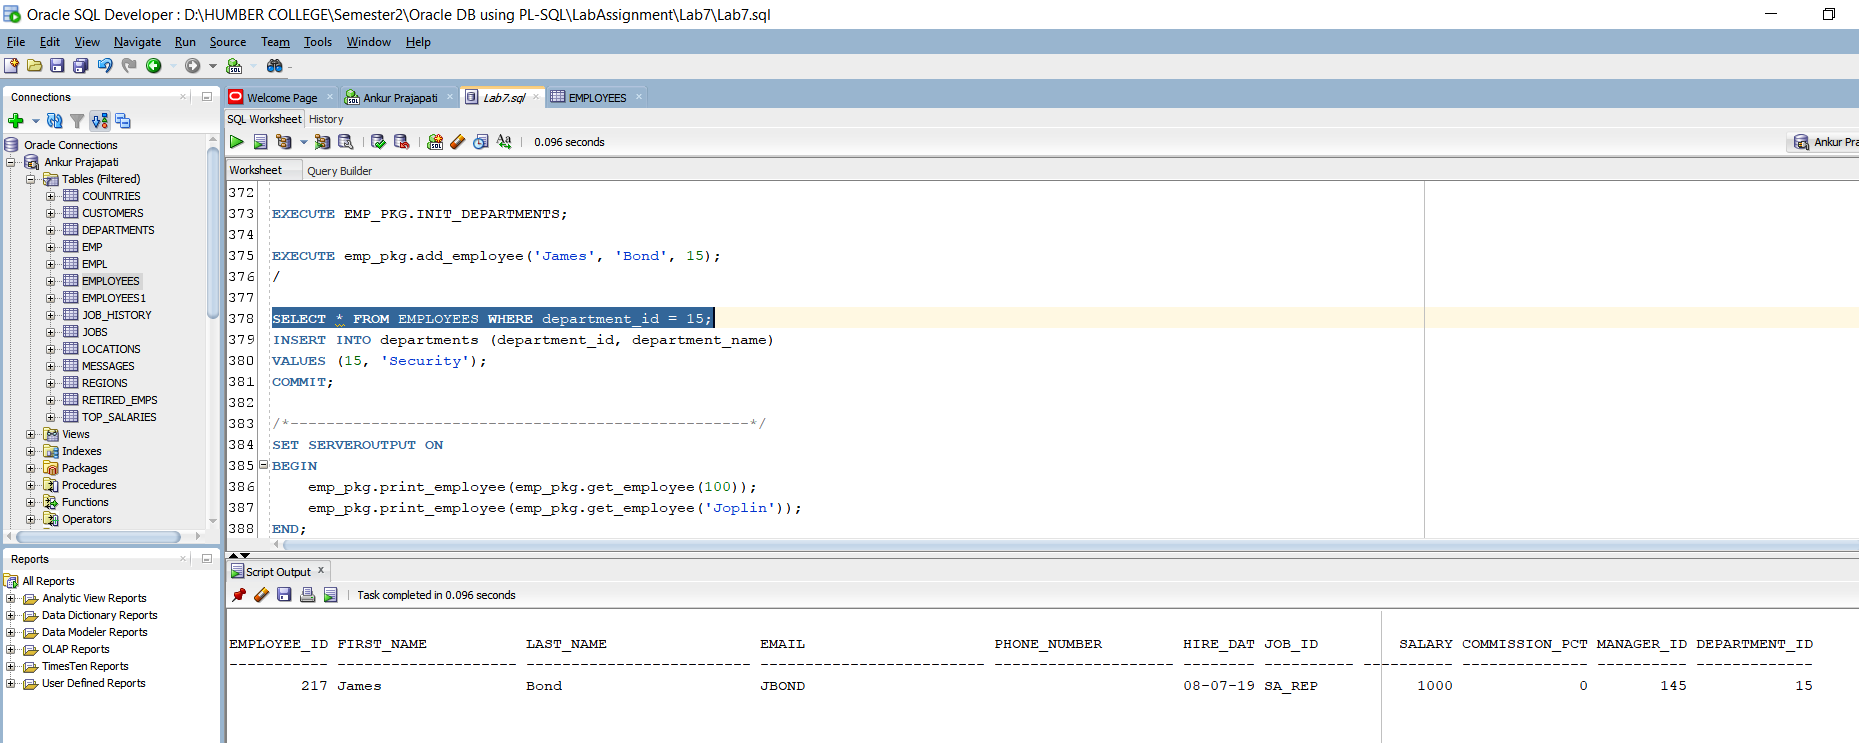 Oracle SQL Developer : D:\HUMBER COLLEGE\Semester2\Oracle DB using PL-SQL\LabAssignment\Lab7\Lab7.sql
File Edit View Navigate Run Source Team Tools Window Help
Connections
Oracle Connections
Ankur Prajapati
Tables (Filtered)
COUNTRIES
CUSTOMERS
DEPARTMENTS
EMP
EMPL
EMPLOYEES
EMPLOYEES1
JOB_HISTORY
JOBS
LOCATIONS
MESSAGES
REGIONS
RETIRED_EMPS
TOP_SALARIES
Views
Indexes
Packages
Procedures
Functions
Operators
Reports
All Reports
Analytic View Reports
Data Dictionary Reports
Data Modeler Reports
OLAP Reports
TimesTen Reports
User Defined Reports
Welcome Page Ankur Prajapati Lab7.sql EMPLOYEES
SQL Worksheet History
0.096 seconds
Ankur Pra
Worksheet Query Builder
372
373 EXECUTE EMP_PKG.INIT_DEPARTMENTS;
374
375 EXECUTE emp_pkg.add_employee('James', 'Bond', 15);
376 /
377
378 SELECT * FROM EMPLOYEES WHERE department_id = 15;
379 INSERT INTO departments (department_id, department_name)
380 VALUES (15, 'Security');
381 COMMIT;
382
383 /*---------------------------------------------------*/
384 SET SERVEROUTPUT ON
385 BEGIN
386 emp_pkg.print_employee(emp_pkg.get_employee(100));
387 emp_pkg.print_employee(emp_pkg.get_employee('Joplin'));
388 END;
Script Output
Task completed in 0.096 seconds
EMPLOYEE_ID FIRST_NAME LAST_NAME EMAIL PHONE_NUMBER HIRE_DAT JOB_ID SALARY COMMISSION_PCT MANAGER_ID DEPARTMENT_ID
----------- -------------------- ------------------------- ------------------------- -------------------- -------- ---------- ---------- -------------- ---------- -------------
217 James Bond JBOND 08-07-19 SA_REP 1000 0 145 15